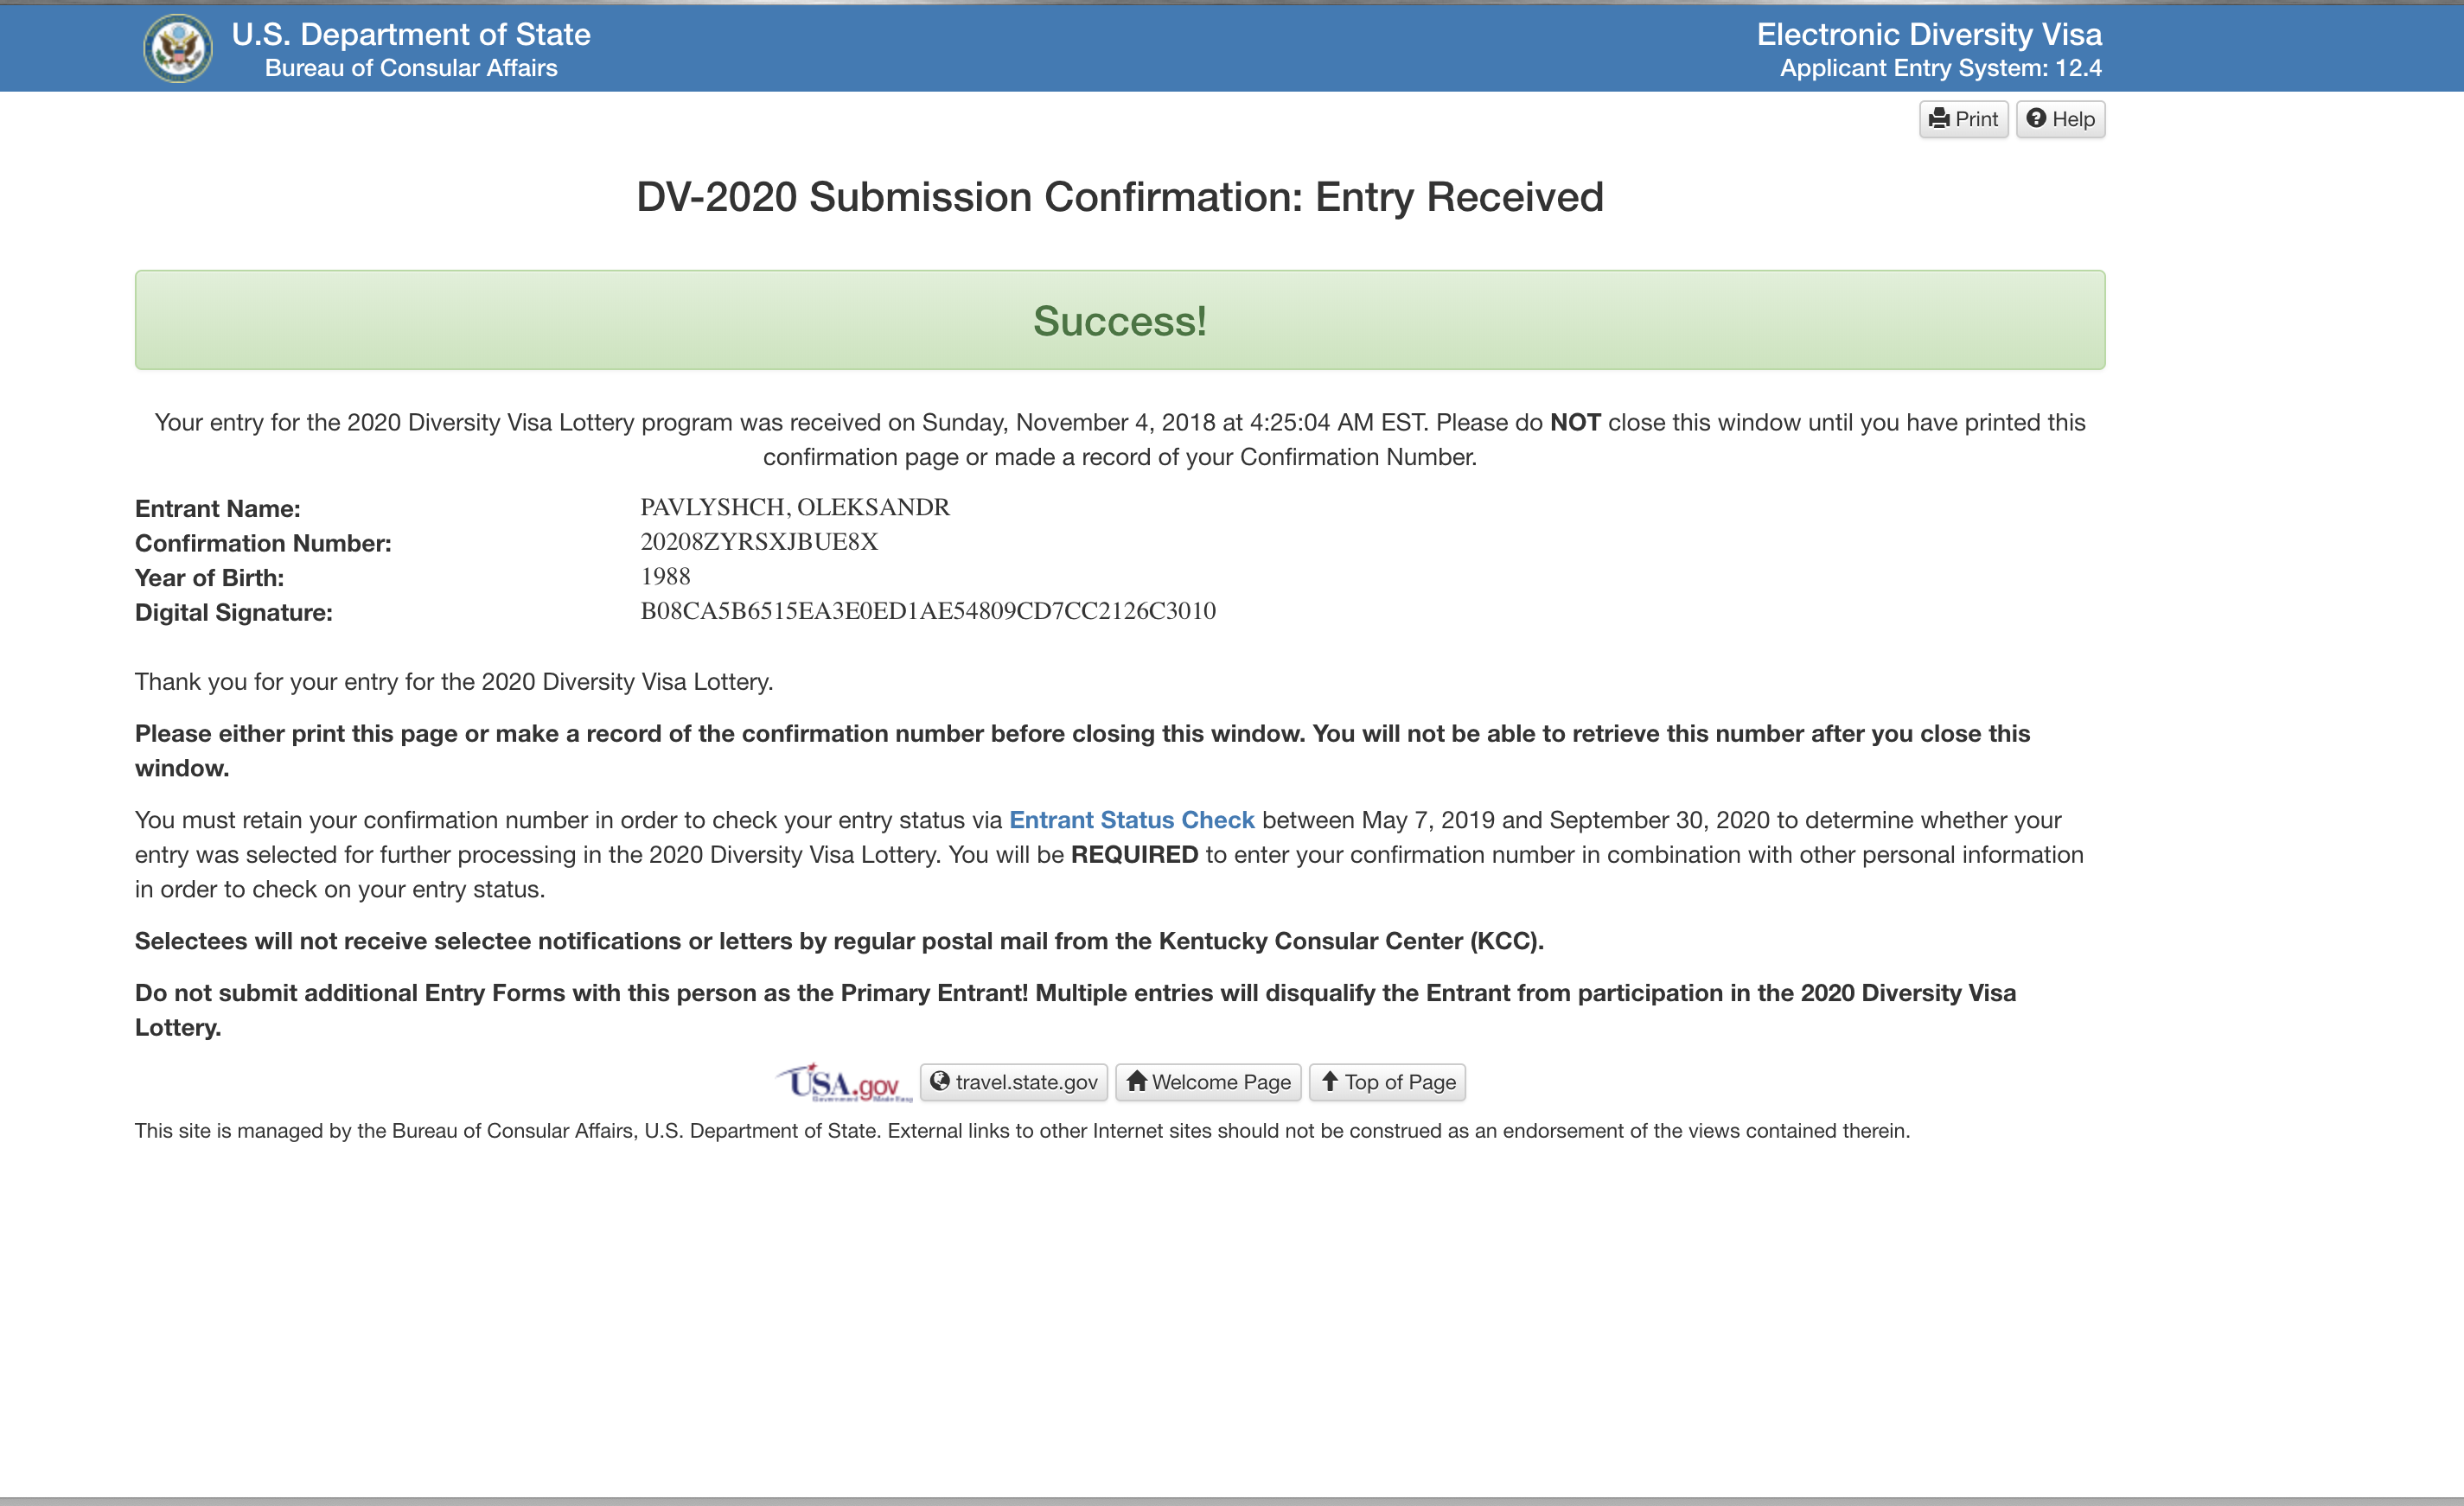 U.S. Department of State
Bureau of Consular Affairs
Electronic Diversity Visa
Applicant Entry System: 12.4
Print
Help
DV-2020 Submission Confirmation: Entry Received
Success!
Your entry for the 2020 Diversity Visa Lottery program was received on Sunday, November 4, 2018 at 4:25:04 AM EST. Please do NOT close this window until you have printed this
confirmation page or made a record of your Confirmation Number.
Entrant Name: PAVLYSHCH, OLEKSANDR
Confirmation Number: 20208ZYRSXJBUE8X
Year of Birth: 1988
Digital Signature: B08CA5B6515EA3E0ED1AE54809CD7CC2126C3010
Thank you for your entry for the 2020 Diversity Visa Lottery.
Please either print this page or make a record of the confirmation number before closing this window. You will not be able to retrieve this number after you close this
window.
You must retain your confirmation number in order to check your entry status via Entrant Status Check between May 7, 2019 and September 30, 2020 to determine whether your
entry was selected for further processing in the 2020 Diversity Visa Lottery. You will be REQUIRED to enter your confirmation number in combination with other personal information
in order to check on your entry status.
Selectees will not receive selectee notifications or letters by regular postal mail from the Kentucky Consular Center (KCC).
Do not submit additional Entry Forms with this person as the Primary Entrant! Multiple entries will disqualify the Entrant from participation in the 2020 Diversity Visa
Lottery.
USA.gov
Government Made Easy
travel.state.gov
Welcome Page
Top of Page
This site is managed by the Bureau of Consular Affairs, U.S. Department of State. External links to other Internet sites should not be construed as an endorsement of the views contained therein.